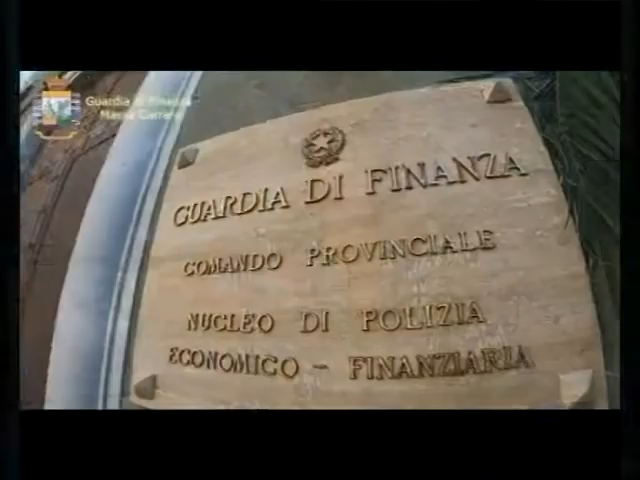 Guardia di Finanza
Massa Carrara
GUARDIA DI FINANZA
COMANDO PROVINCIALE
NUCLEO DI POLIZIA
ECONOMICO - FINANZIARIA